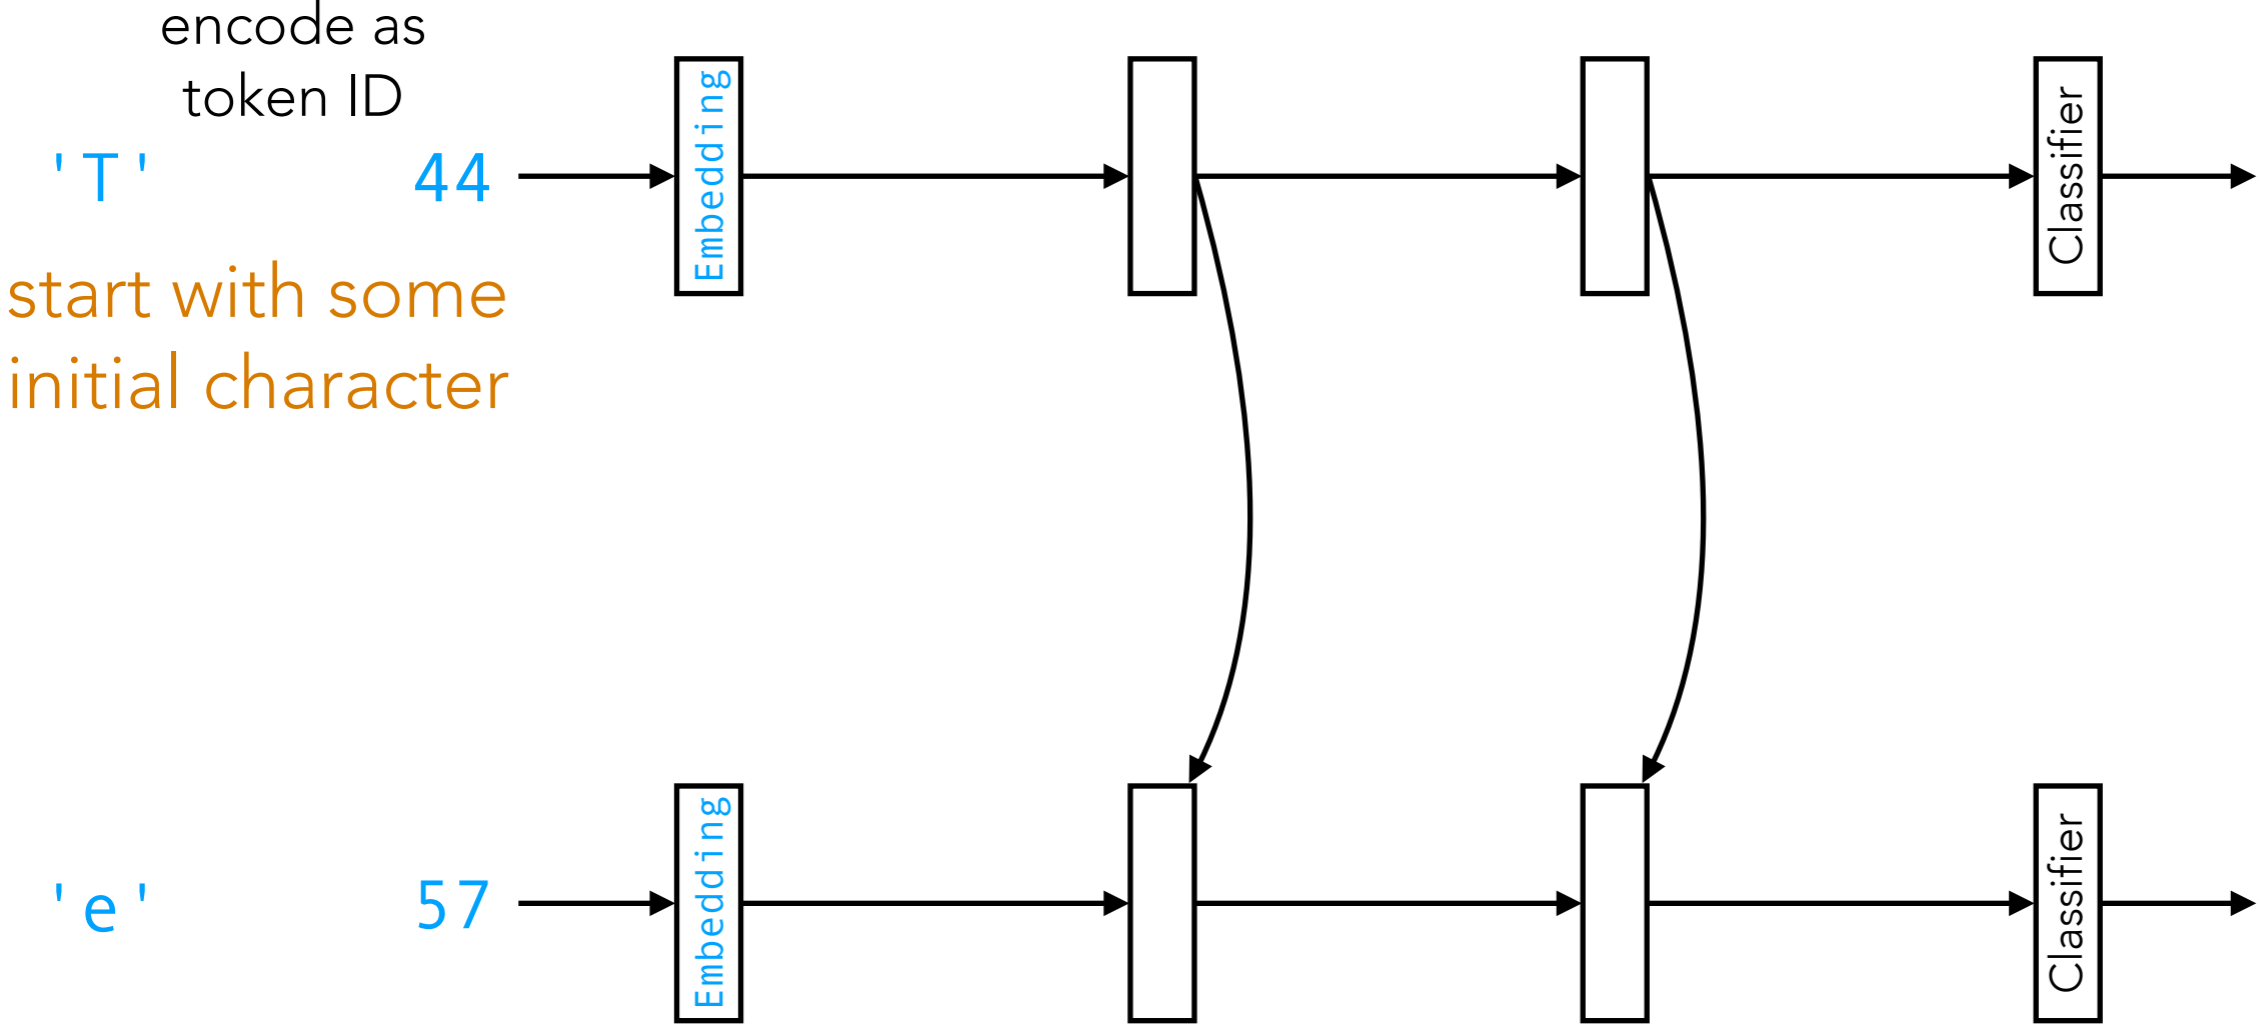 encode as
token ID
'T' 44
start with some
initial character
Embedding
Classifier
'e' 57
Embedding
Classifier